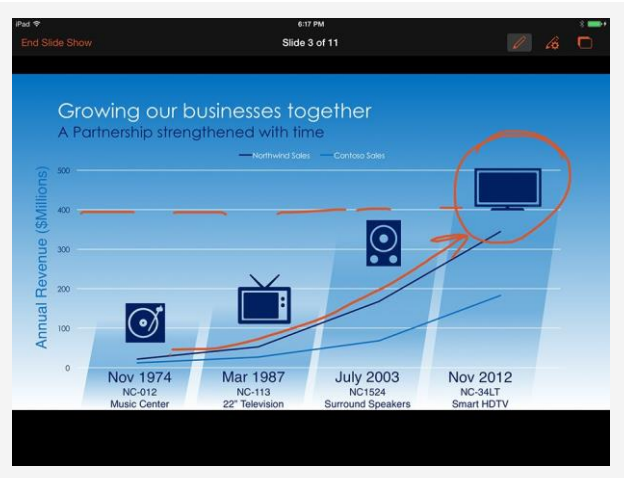 iPad
6:17 PM
End Slide Show
Slide 3 of 11
Growing our businesses together
A Partnership strengthened with time
Northwind Sales
Contoso Sales
Annual Revenue ($Millions)
500
400
300
200
100
0
Nov 1974
NC-012
Music Center
Mar 1987
NC-113
22" Television
July 2003
NC1524
Surround Speakers
Nov 2012
NC-34LT
Smart HDTV